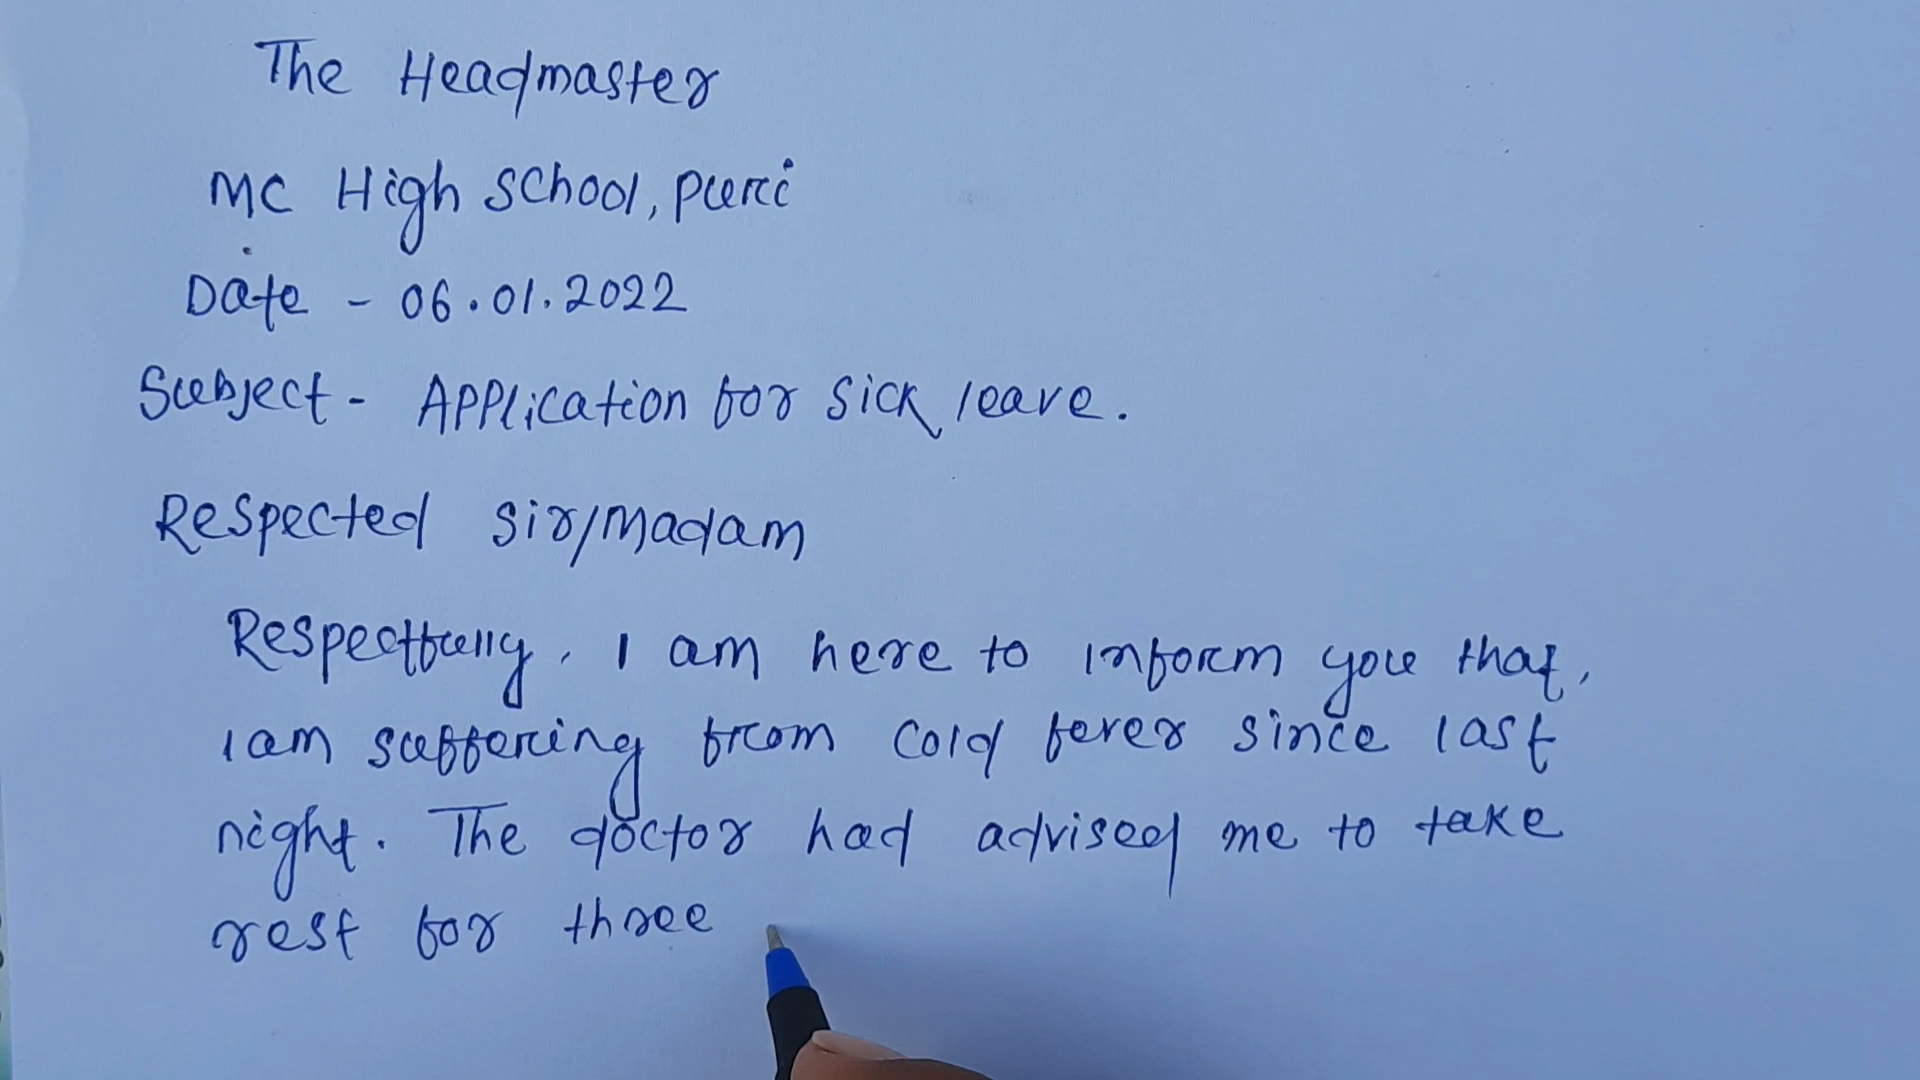 The Headmaster
MC High School, Puri
Date - 06.01.2022
Subject - Application for sick leave.
Respected Sir/Madam
Respectfully, I am here to inform you that,
I am suffering from cold fever since last
night. The doctor had advised me to take
rest for three